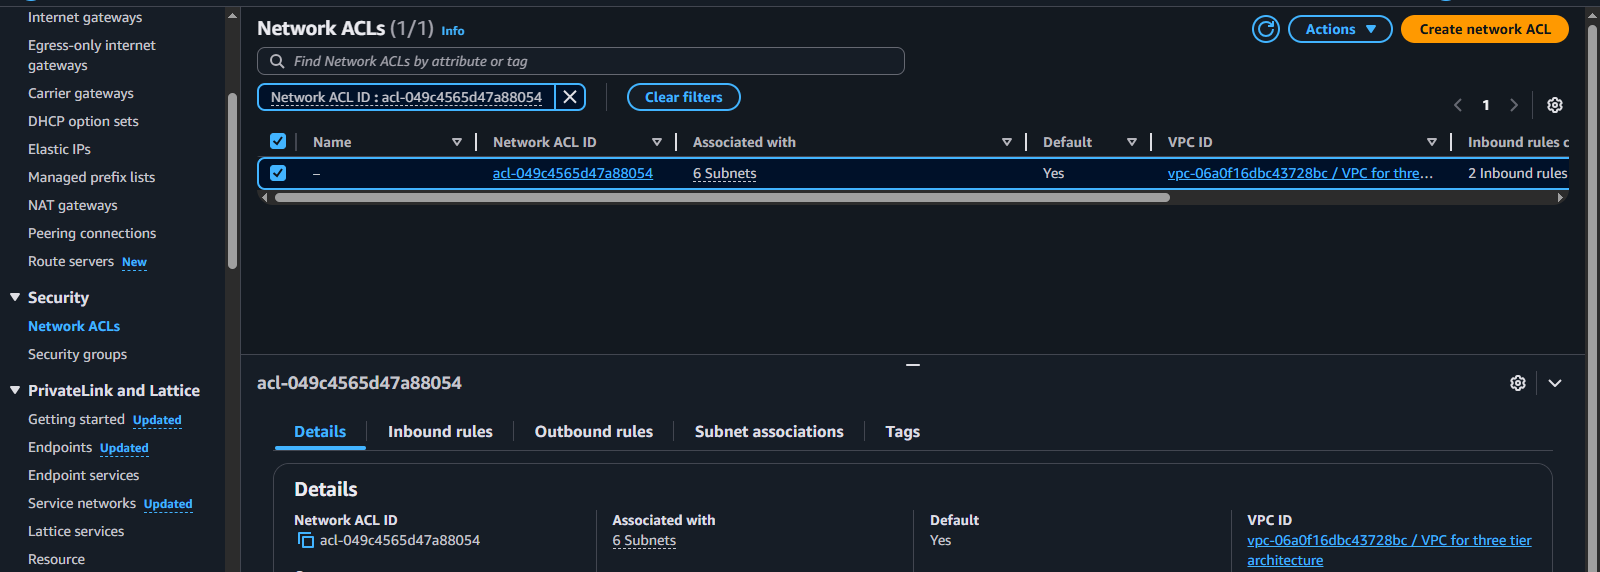 Internet gateways
Egress-only internet
gateways
Carrier gateways
DHCP option sets
Elastic IPs
Managed prefix lists
NAT gateways
Peering connections
Route servers New
Security
Network ACLs
Security groups
PrivateLink and Lattice
Getting started Updated
Endpoints Updated
Endpoint services
Service networks Updated
Lattice services
Resource
Network ACLs (1/1) Info
Actions
Create network ACL
Find Network ACLs by attribute or tag
Network ACL ID : acl-049c4565d47a88054
Clear filters
1
Name Network ACL ID Associated with Default VPC ID Inbound rules c
– acl-049c4565d47a88054 6 Subnets Yes vpc-06a0f16dbc43728bc / VPC for thre... 2 Inbound rules
acl-049c4565d47a88054
Details Inbound rules Outbound rules Subnet associations Tags
Details
Network ACL ID
acl-049c4565d47a88054
Associated with
6 Subnets
Default
Yes
VPC ID
vpc-06a0f16dbc43728bc / VPC for three tier
architecture